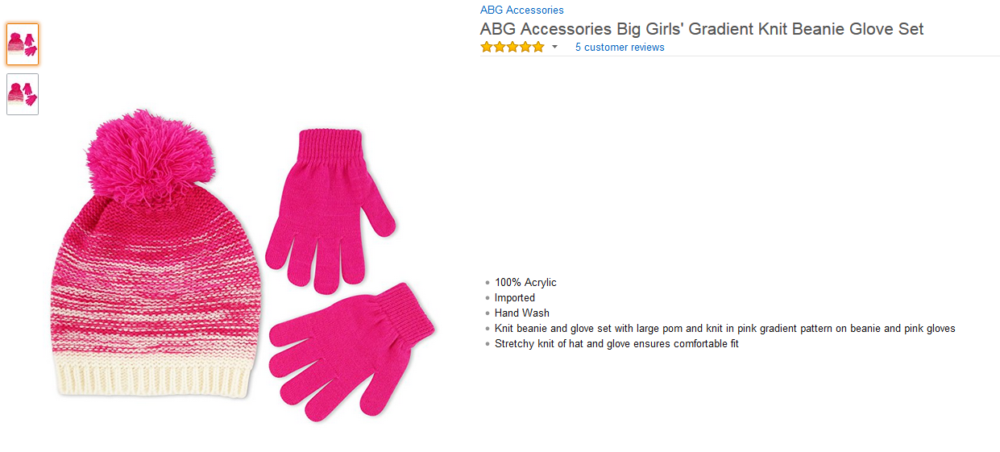 ABG Accessories
ABG Accessories Big Girls' Gradient Knit Beanie Glove Set
5 customer reviews
100% Acrylic
Imported
Hand Wash
Knit beanie and glove set with large pom and knit in pink gradient pattern on beanie and pink gloves
Stretchy knit of hat and glove ensures comfortable fit